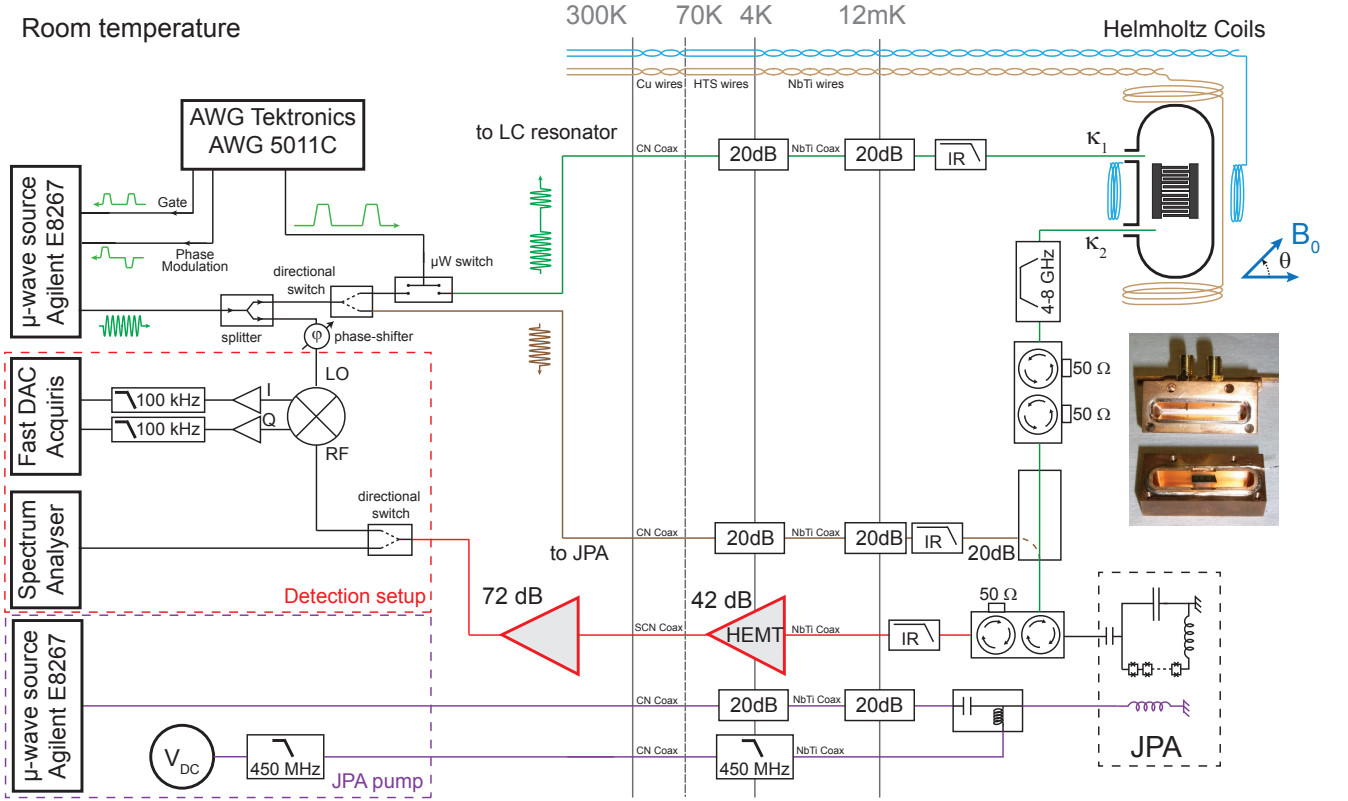 300K
70K
4K
12mK
Room temperature
Helmholtz Coils
Cu wires
HTS wires
NbTi wires
AWG Tektronics
AWG 5011C
to LC resonator
CN Coax
20dB
NbTi Coax
20dB
IR
κ1
κ2
B0
θ
μ-wave source
Agilent E8267
Gate
Phase
Modulation
μW switch
directional
switch
splitter
φ
phase-shifter
4-8 GHz
50 Ω
50 Ω
Fast DAC
Acquiris
100 kHz
100 kHz
I
Q
LO
RF
directional
switch
Spectrum
Analyser
Detection setup
to JPA
CN Coax
20dB
NbTi Coax
20dB
IR
20dB
72 dB
42 dB
HEMT
SCN Coax
NbTi Coax
IR
50 Ω
μ-wave source
Agilent E8267
CN Coax
20dB
NbTi Coax
20dB
VDC
450 MHz
CN Coax
450 MHz
NbTi Coax
JPA pump
JPA